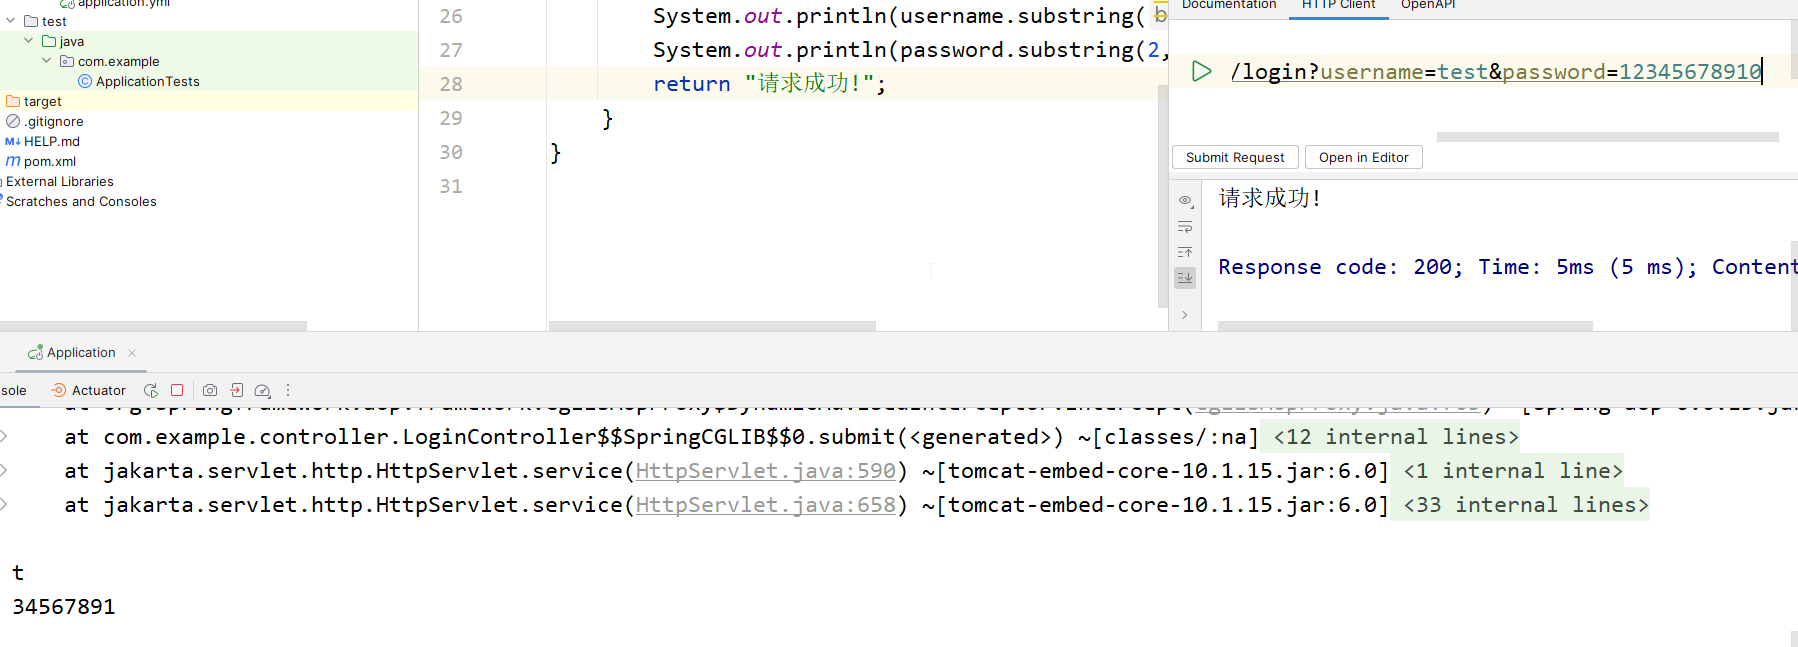 application.yml
test
java
com.example
ApplicationTests
target
.gitignore
M↓ HELP.md
m pom.xml
External Libraries
Scratches and Consoles
26 System.out.println(username.substring( b
27 System.out.println(password.substring(2,
28 return "请求成功!";
29 }
30 }
31
Documentation HTTP Client OpenAPI
/login?username=test&password=12345678910
Submit Request Open in Editor
请求成功!
Response code: 200; Time: 5ms (5 ms); Content
Application
sole Actuator
at com.example.controller.LoginController$$SpringCGLIB$$0.submit(<generated>) ~[classes/:na] <12 internal lines>
at jakarta.servlet.http.HttpServlet.service(HttpServlet.java:590) ~[tomcat-embed-core-10.1.15.jar:6.0] <1 internal line>
at jakarta.servlet.http.HttpServlet.service(HttpServlet.java:658) ~[tomcat-embed-core-10.1.15.jar:6.0] <33 internal lines>
t
34567891